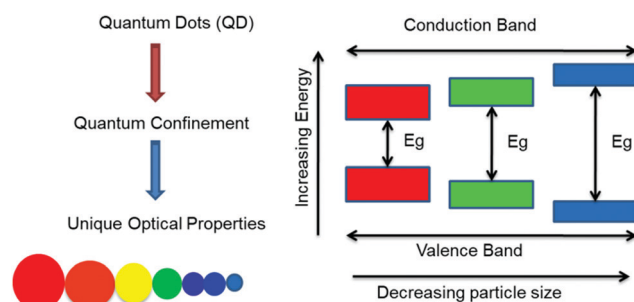 Quantum Dots (QD)
Quantum Confinement
Unique Optical Properties
Conduction Band
Increasing Energy
Eg
Eg
Eg
Valence Band
Decreasing particle size